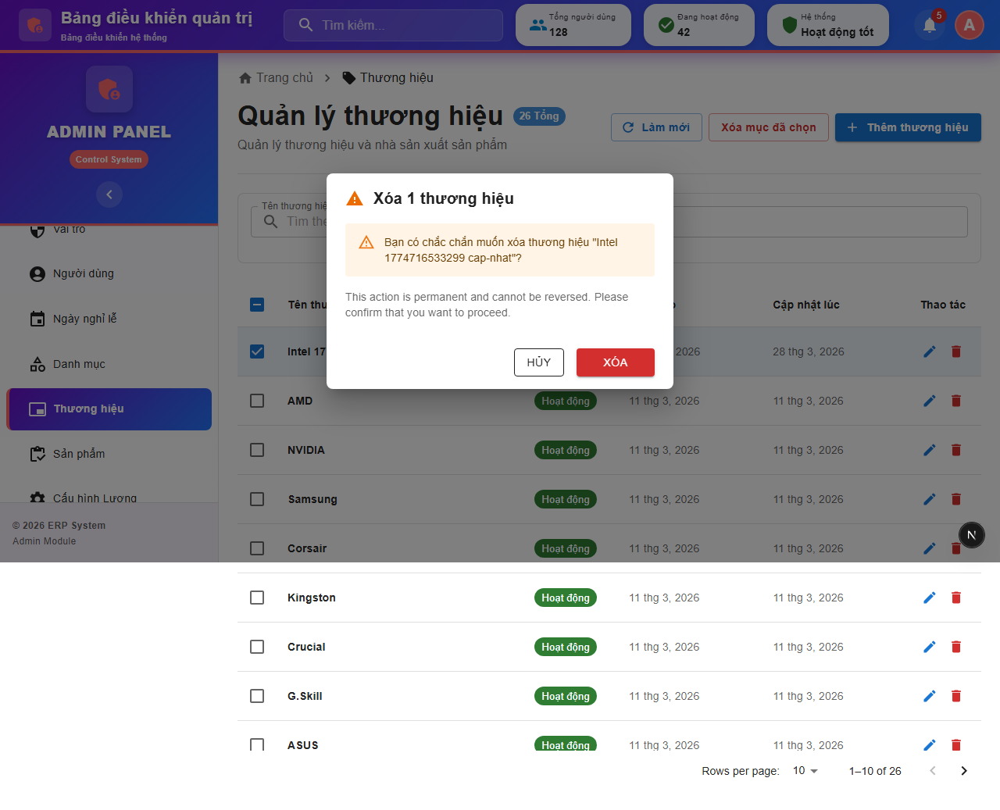 Bảng điều khiển quản trị
Bảng điều khiển hệ thống
Tìm kiếm...
Tổng người dùng
128
Đang hoạt động
42
Hệ thống
Hoạt động tốt
5
A
ADMIN PANEL
Control System
Vai trò
Người dùng
Ngày nghỉ lễ
Danh mục
Thương hiệu
Sản phẩm
Cấu hình Lương
© 2026 ERP System
Admin Module
Trang chủ
Thương hiệu
Quản lý thương hiệu
26 Tổng
Quản lý thương hiệu và nhà sản xuất sản phẩm
Làm mới
Xóa mục đã chọn
Thêm thương hiệu
Tên thương hiệ
Tìm the
Xóa 1 thương hiệu
Bạn có chắc chắn muốn xóa thương hiệu "Intel
1774716533299 cap-nhat"?
This action is permanent and cannot be reversed. Please
confirm that you want to proceed.
HỦY
XÓA
Tên thư
Cập nhật lúc
Thao tác
Intel 17
2026
28 thg 3, 2026
AMD
Hoạt động
11 thg 3, 2026
11 thg 3, 2026
NVIDIA
Hoạt động
11 thg 3, 2026
11 thg 3, 2026
Samsung
Hoạt động
11 thg 3, 2026
11 thg 3, 2026
Corsair
Hoạt động
11 thg 3, 2026
11 thg 3, 2026
N
Kingston
Hoạt động
11 thg 3, 2026
11 thg 3, 2026
Crucial
Hoạt động
11 thg 3, 2026
11 thg 3, 2026
G.Skill
Hoạt động
11 thg 3, 2026
11 thg 3, 2026
ASUS
Hoạt động
11 thg 3, 2026
11 thg 3, 2026
Rows per page:
10
1–10 of 26